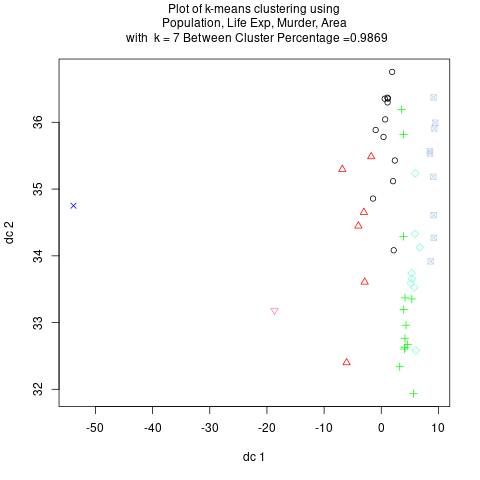 Plot of k-means clustering using
Population, Life Exp, Murder, Area
with k = 7 Between Cluster Percentage =0.9869
36
35
34
33
32
dc 2
-50
-40
-30
-20
-10
0
10
dc 1